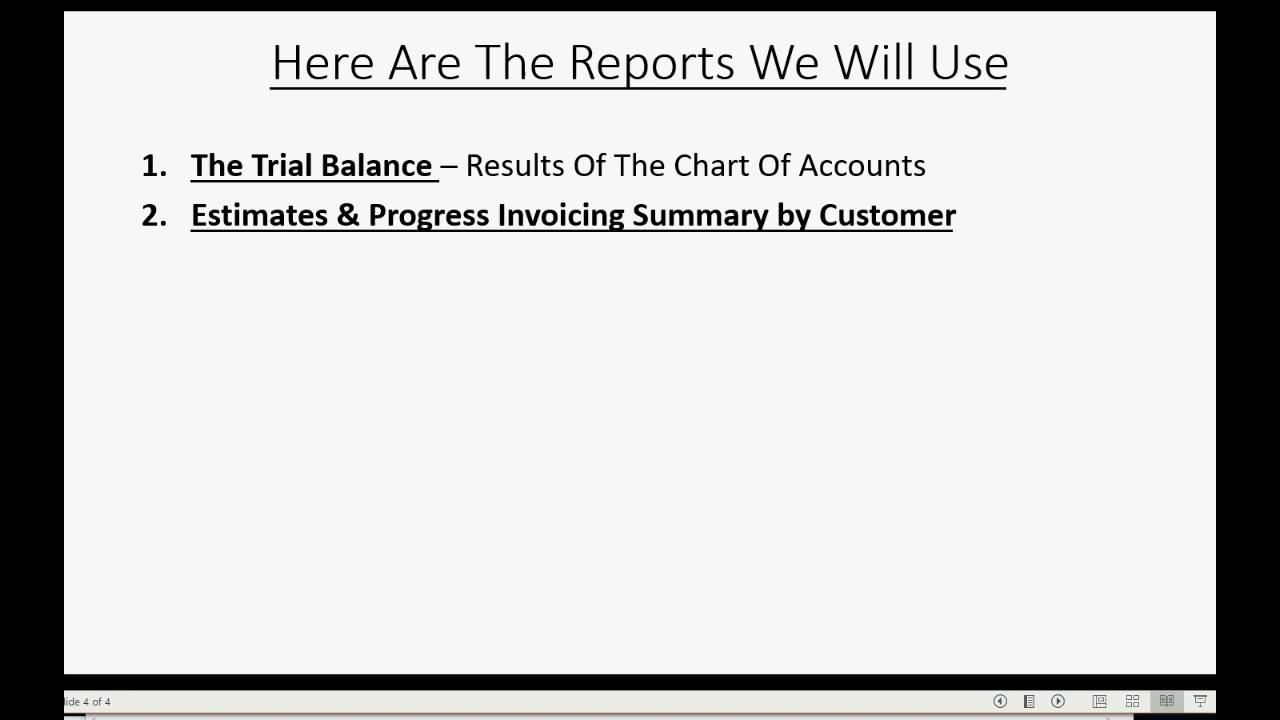 Here Are The Reports We Will Use
1. The Trial Balance – Results Of The Chart Of Accounts
2. Estimates & Progress Invoicing Summary by Customer
lide 4 of 4